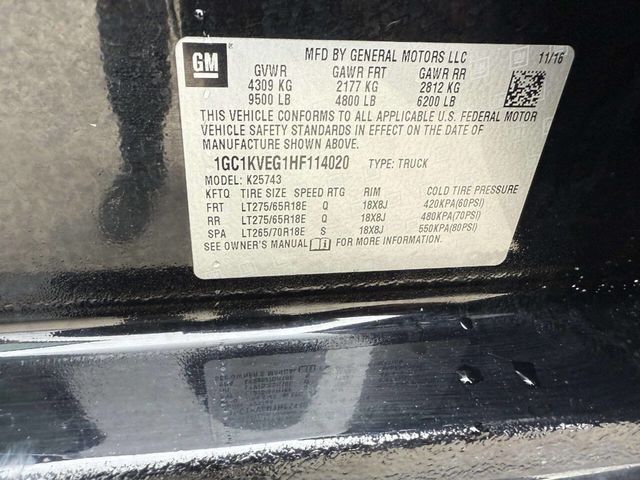 GM
MFD BY GENERAL MOTORS LLC 11/16
GVWR GAWR FRT GAWR RR
4309 KG 2177 KG 2812 KG
9500 LB 4800 LB 6200 LB
THIS VEHICLE CONFORMS TO ALL APPLICABLE U.S. FEDERAL MOTOR
VEHICLE SAFETY STANDARDS IN EFFECT ON THE DATE OF
MANUFACTURE SHOWN ABOVE.
1GC1KVEG1HF114020 TYPE: TRUCK
MODEL: K25743
KFTQ TIRE SIZE SPEED RTG RIM COLD TIRE PRESSURE
FRT LT275/65R18E Q 18X8J 420KPA(60PSI)
RR LT275/65R18E Q 18X8J 480KPA(70PSI)
SPA LT265/70R18E S 18X8J 550KPA(80PSI)
SEE OWNER'S MANUAL FOR MORE INFORMATION.